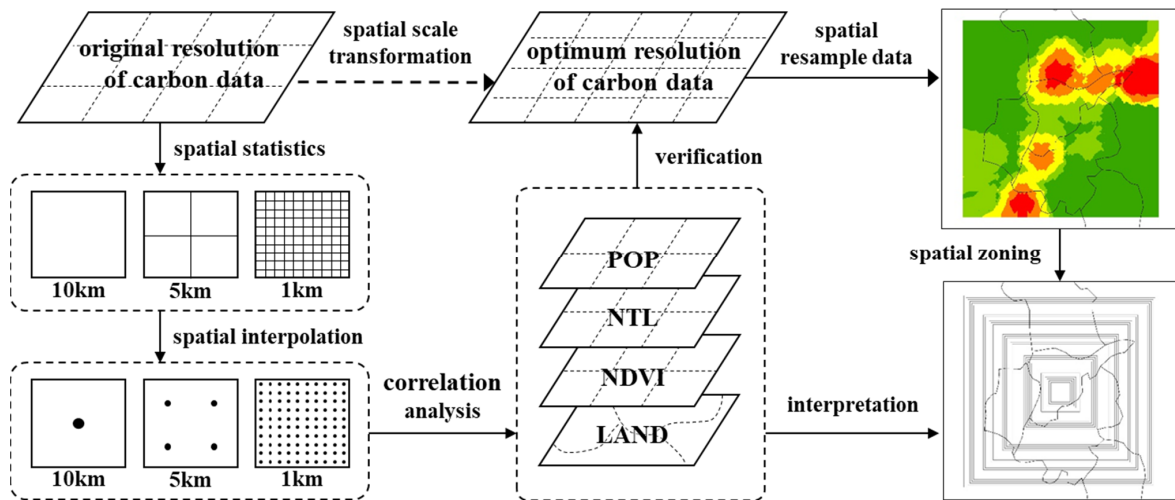 original resolution
of carbon data
spatial scale
transformation
optimum resolution
of carbon data
spatial
resample data
spatial statistics
10km
5km
1km
spatial interpolation
10km
5km
1km
correlation
analysis
verification
POP
NTL
NDVI
LAND
interpretation
spatial zoning